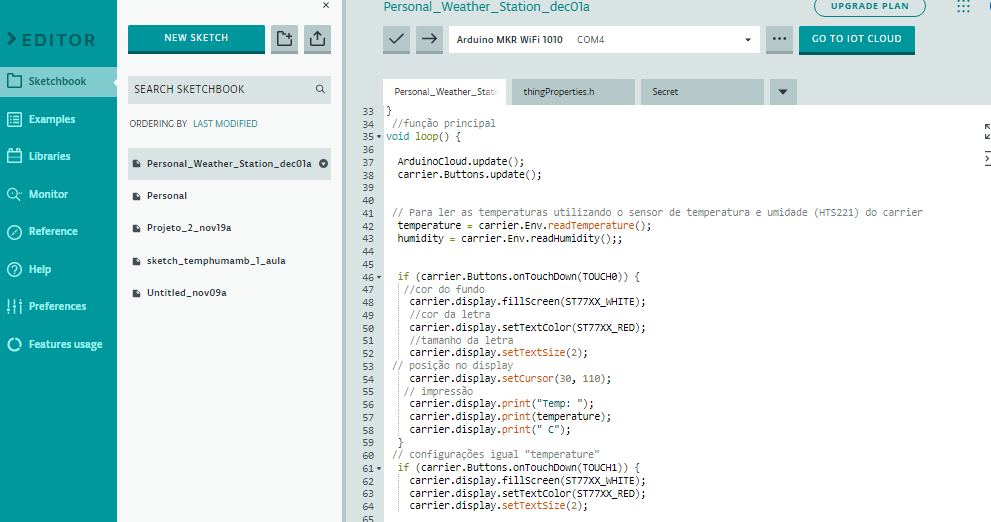 Personal_Weather_Station_dec01a
UPGRADE PLAN
EDITOR
NEW SKETCH
Arduino MKR WiFi 1010 COM4
GO TO IOT CLOUD
Sketchbook
Examples
Libraries
Monitor
Reference
Help
Preferences
Features usage
SEARCH SKETCHBOOK
ORDERING BY LAST MODIFIED
Personal_Weather_Station_dec01a
Personal
Projeto_2_nov19a
sketch_temphumamb_1_aula
Untitled_nov09a
Personal_Weather_Stati thingProperties.h Secret
33 }
34 //função principal
35 void loop() {
36
37 ArduinoCloud.update();
38 carrier.Buttons.update();
39
40
41 // Para ler as temperaturas utilizando o sensor de temperatura e umidade (HTS221) do carrier
42 temperature = carrier.Env.readTemperature();
43 humidity = carrier.Env.readHumidity();;
44
45
46 if (carrier.Buttons.onTouchDown(TOUCH0)) {
47 //cor do fundo
48 carrier.display.fillScreen(ST77XX_WHITE);
49 //cor da letra
50 carrier.display.setTextColor(ST77XX_RED);
51 //tamanho da letra
52 carrier.display.setTextSize(2);
53 // posição no display
54 carrier.display.setCursor(30, 110);
55 // impressão
56 carrier.display.print("Temp: ");
57 carrier.display.print(temperature);
58 carrier.display.print(" C");
59 }
60 // configurações igual "temperature"
61 if (carrier.Buttons.onTouchDown(TOUCH1)) {
62 carrier.display.fillScreen(ST77XX_WHITE);
63 carrier.display.setTextColor(ST77XX_RED);
64 carrier.display.setTextSize(2);
65